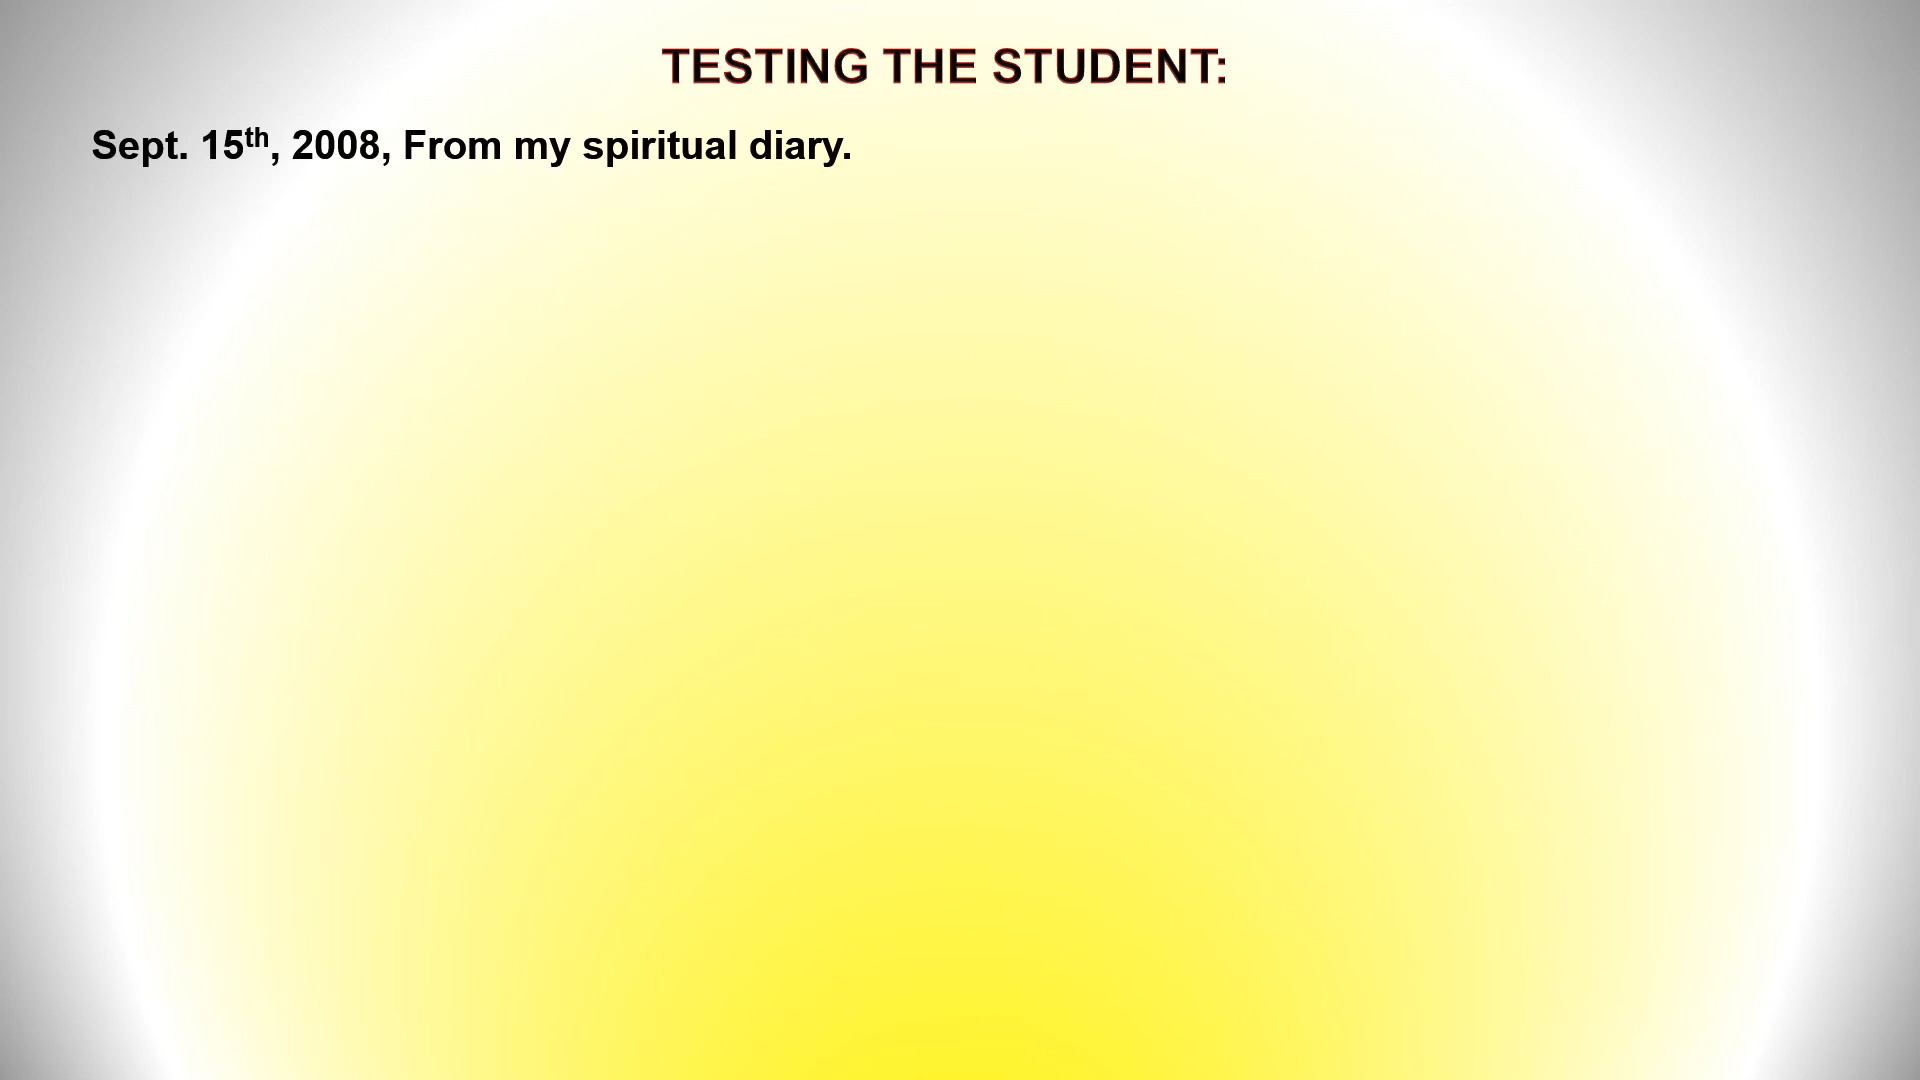 TESTING THE STUDENT:
Sept. 15th, 2008, From my spiritual diary.